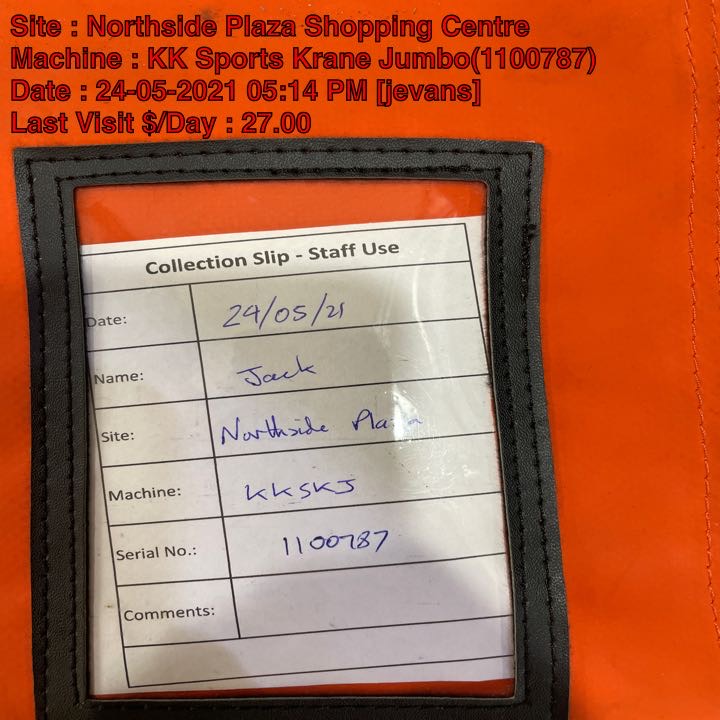 Site : Northside Plaza Shopping Centre
Machine : KK Sports Krane Jumbo(1100787)
Date : 24-05-2021 05:14 PM [jevans]
Last Visit $/Day : 27.00
Collection Slip - Staff Use
Date: 24/05/21
Name: Jack
Site: Northside Plaza
Machine: KKSKJ
Serial No.: 1100787
Comments: